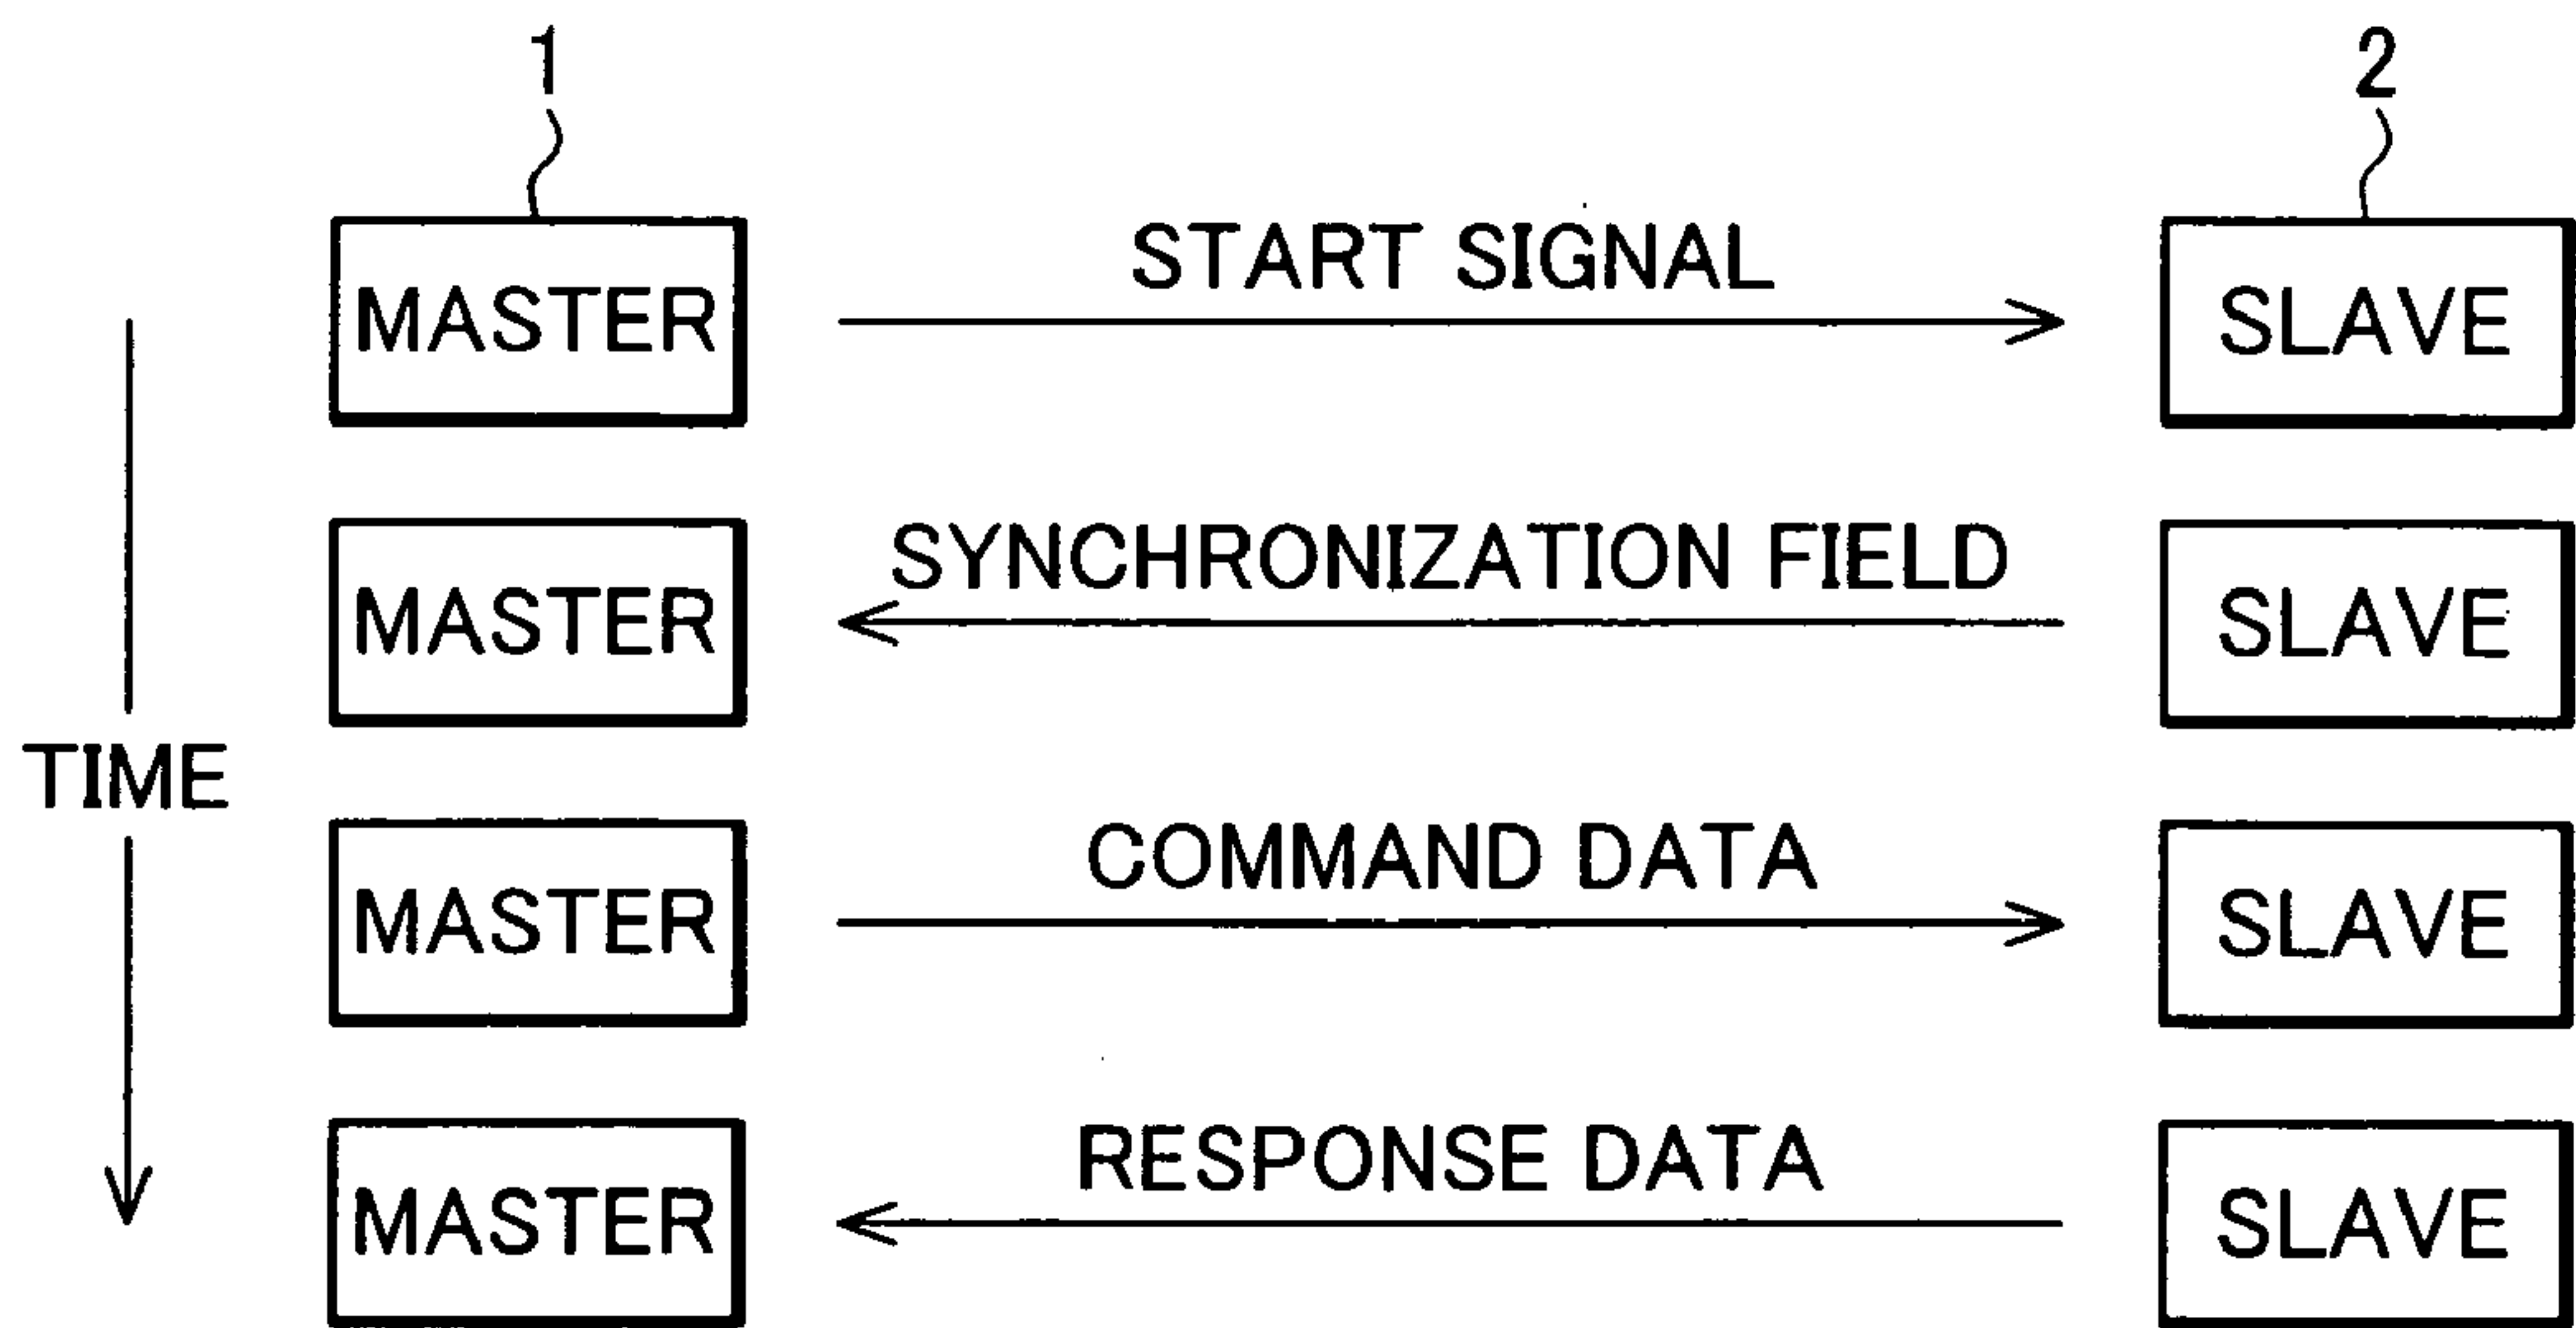 1
2
START SIGNAL
MASTER
SLAVE
SYNCHRONIZATION FIELD
MASTER
SLAVE
TIME
COMMAND DATA
MASTER
SLAVE
RESPONSE DATA
MASTER
SLAVE